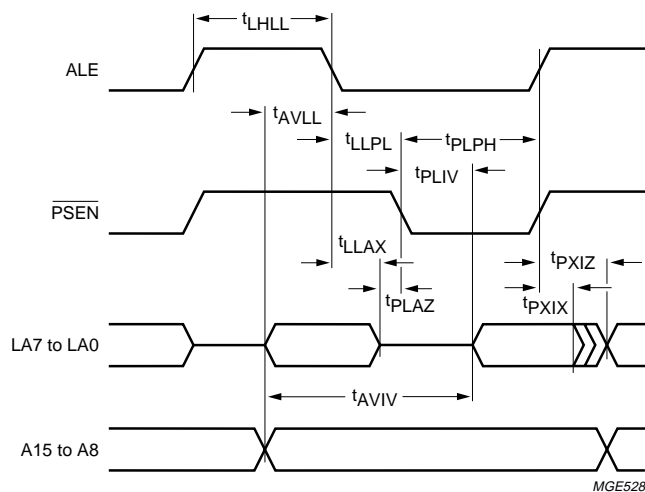 tLHLL
ALE
tAVLL
tLLPL
tPLPH
tPLIV
PSEN
tLLAX
tPXIZ
tPLAZ
tPXIX
LA7 to LA0
tAVIV
A15 to A8
MGE528